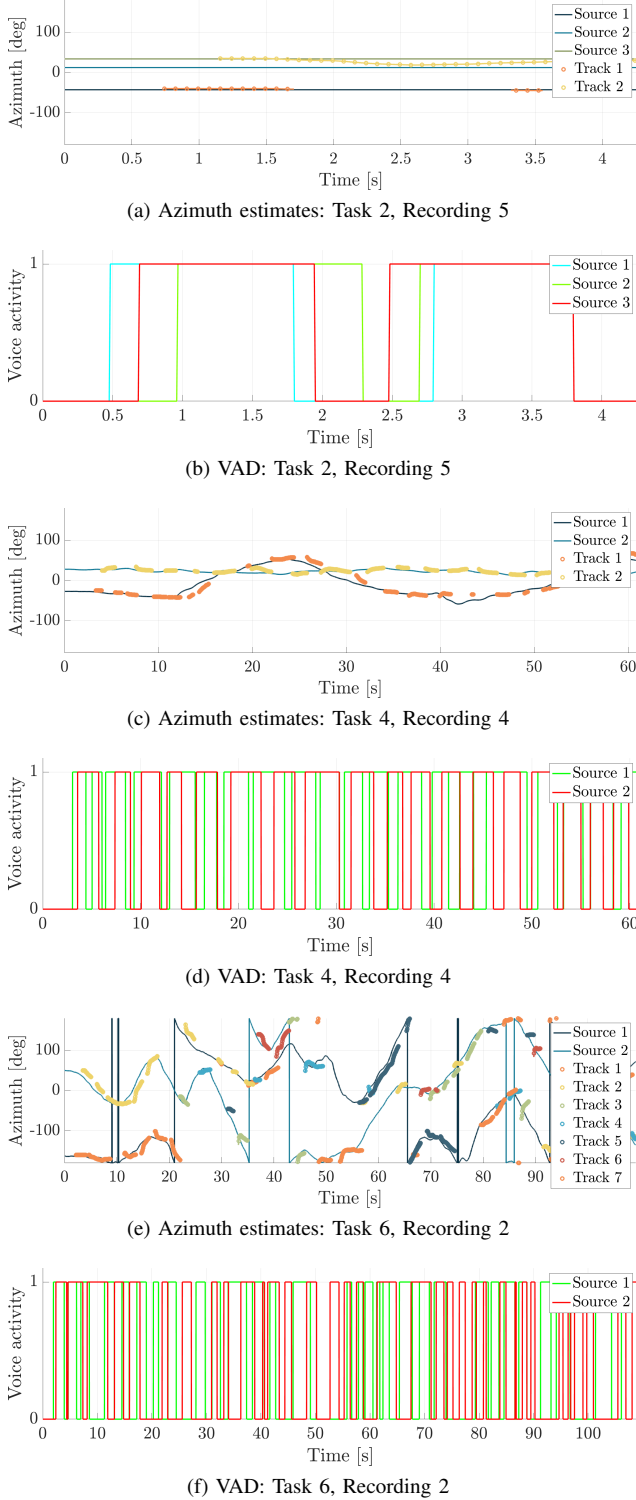 100
0
-100
Azimuth [deg]
Source 1
Source 2
Source 3
Track 1
Track 2
0 0.5 1 1.5 2 2.5 3 3.5 4
Time [s]
(a) Azimuth estimates: Task 2, Recording 5
1
0
Voice activity
Source 1
Source 2
Source 3
0 0.5 1 1.5 2 2.5 3 3.5 4
Time [s]
(b) VAD: Task 2, Recording 5
100
0
-100
Azimuth [deg]
Source 1
Source 2
Track 1
Track 2
0 10 20 30 40 50 60
Time [s]
(c) Azimuth estimates: Task 4, Recording 4
1
0
Voice activity
Source 1
Source 2
0 10 20 30 40 50 60
Time [s]
(d) VAD: Task 4, Recording 4
100
0
-100
Azimuth [deg]
Source 1
Source 2
Track 1
Track 2
Track 3
Track 4
Track 5
Track 6
Track 7
0 10 20 30 40 50 60 70 80 90
Time [s]
(e) Azimuth estimates: Task 6, Recording 2
1
0
Voice activity
Source 1
Source 2
0 10 20 30 40 50 60 70 80 90 100
Time [s]
(f) VAD: Task 6, Recording 2